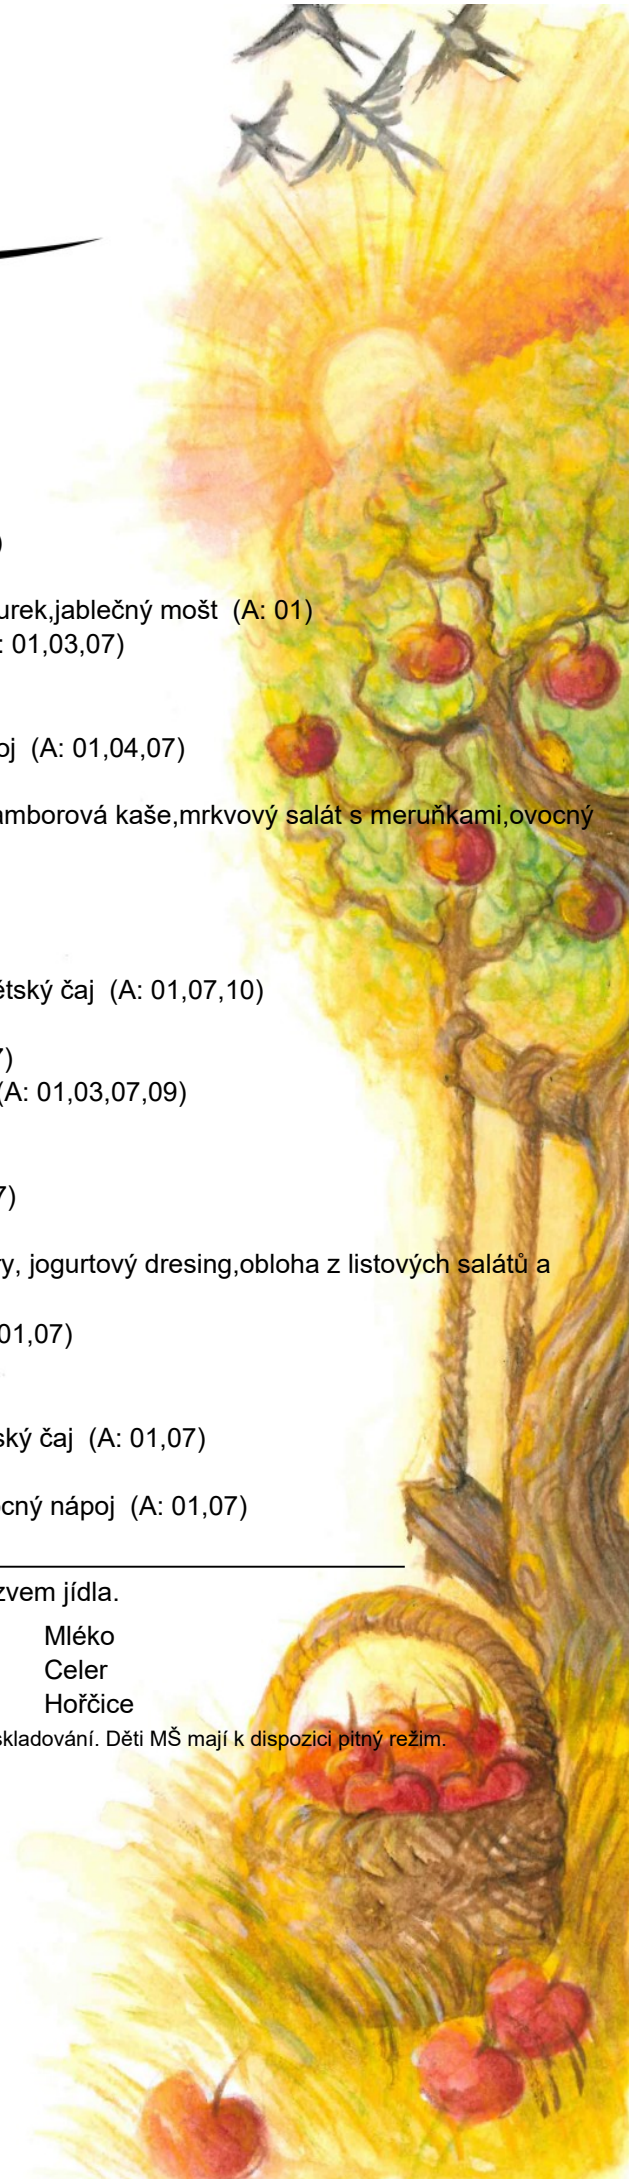 )
urek,jablečný mošt (A: 01)
: 01,03,07)
oj (A: 01,04,07)
amborová kaše,mrkvový salát s meruňkami,ovocný
ětský čaj (A: 01,07,10)
7)
(A: 01,03,07,09)
7)
ry, jogurtový dresing,obloha z listových salátů a
01,07)
ský čaj (A: 01,07)
ocný nápoj (A: 01,07)
zvem jídla.
Mléko
Celer
Hořčice
skladování. Děti MŠ mají k dispozici pitný režim.